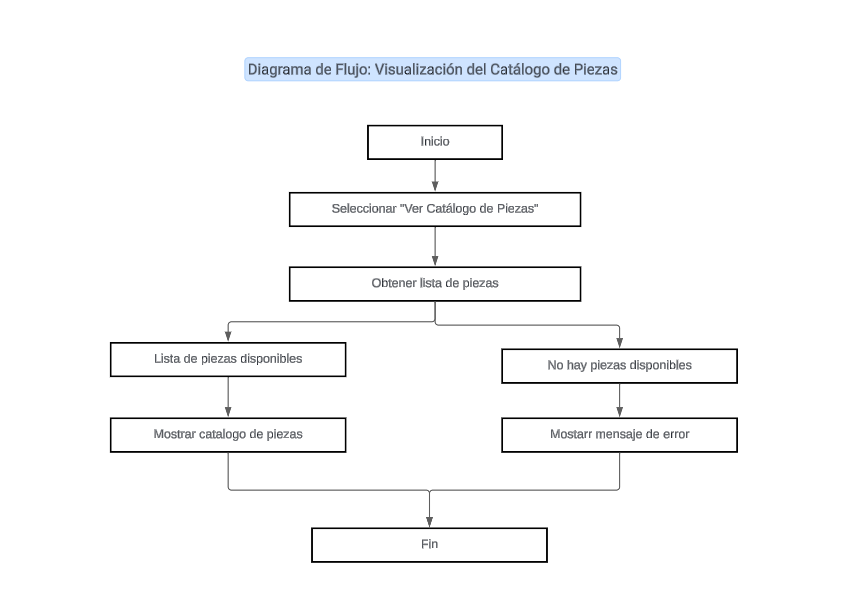 Diagrama de Flujo: Visualización del Catálogo de Piezas
Inicio
Seleccionar "Ver Catálogo de Piezas"
Obtener lista de piezas
Lista de piezas disponibles
No hay piezas disponibles
Mostrar catalogo de piezas
Mostarr mensaje de error
Fin